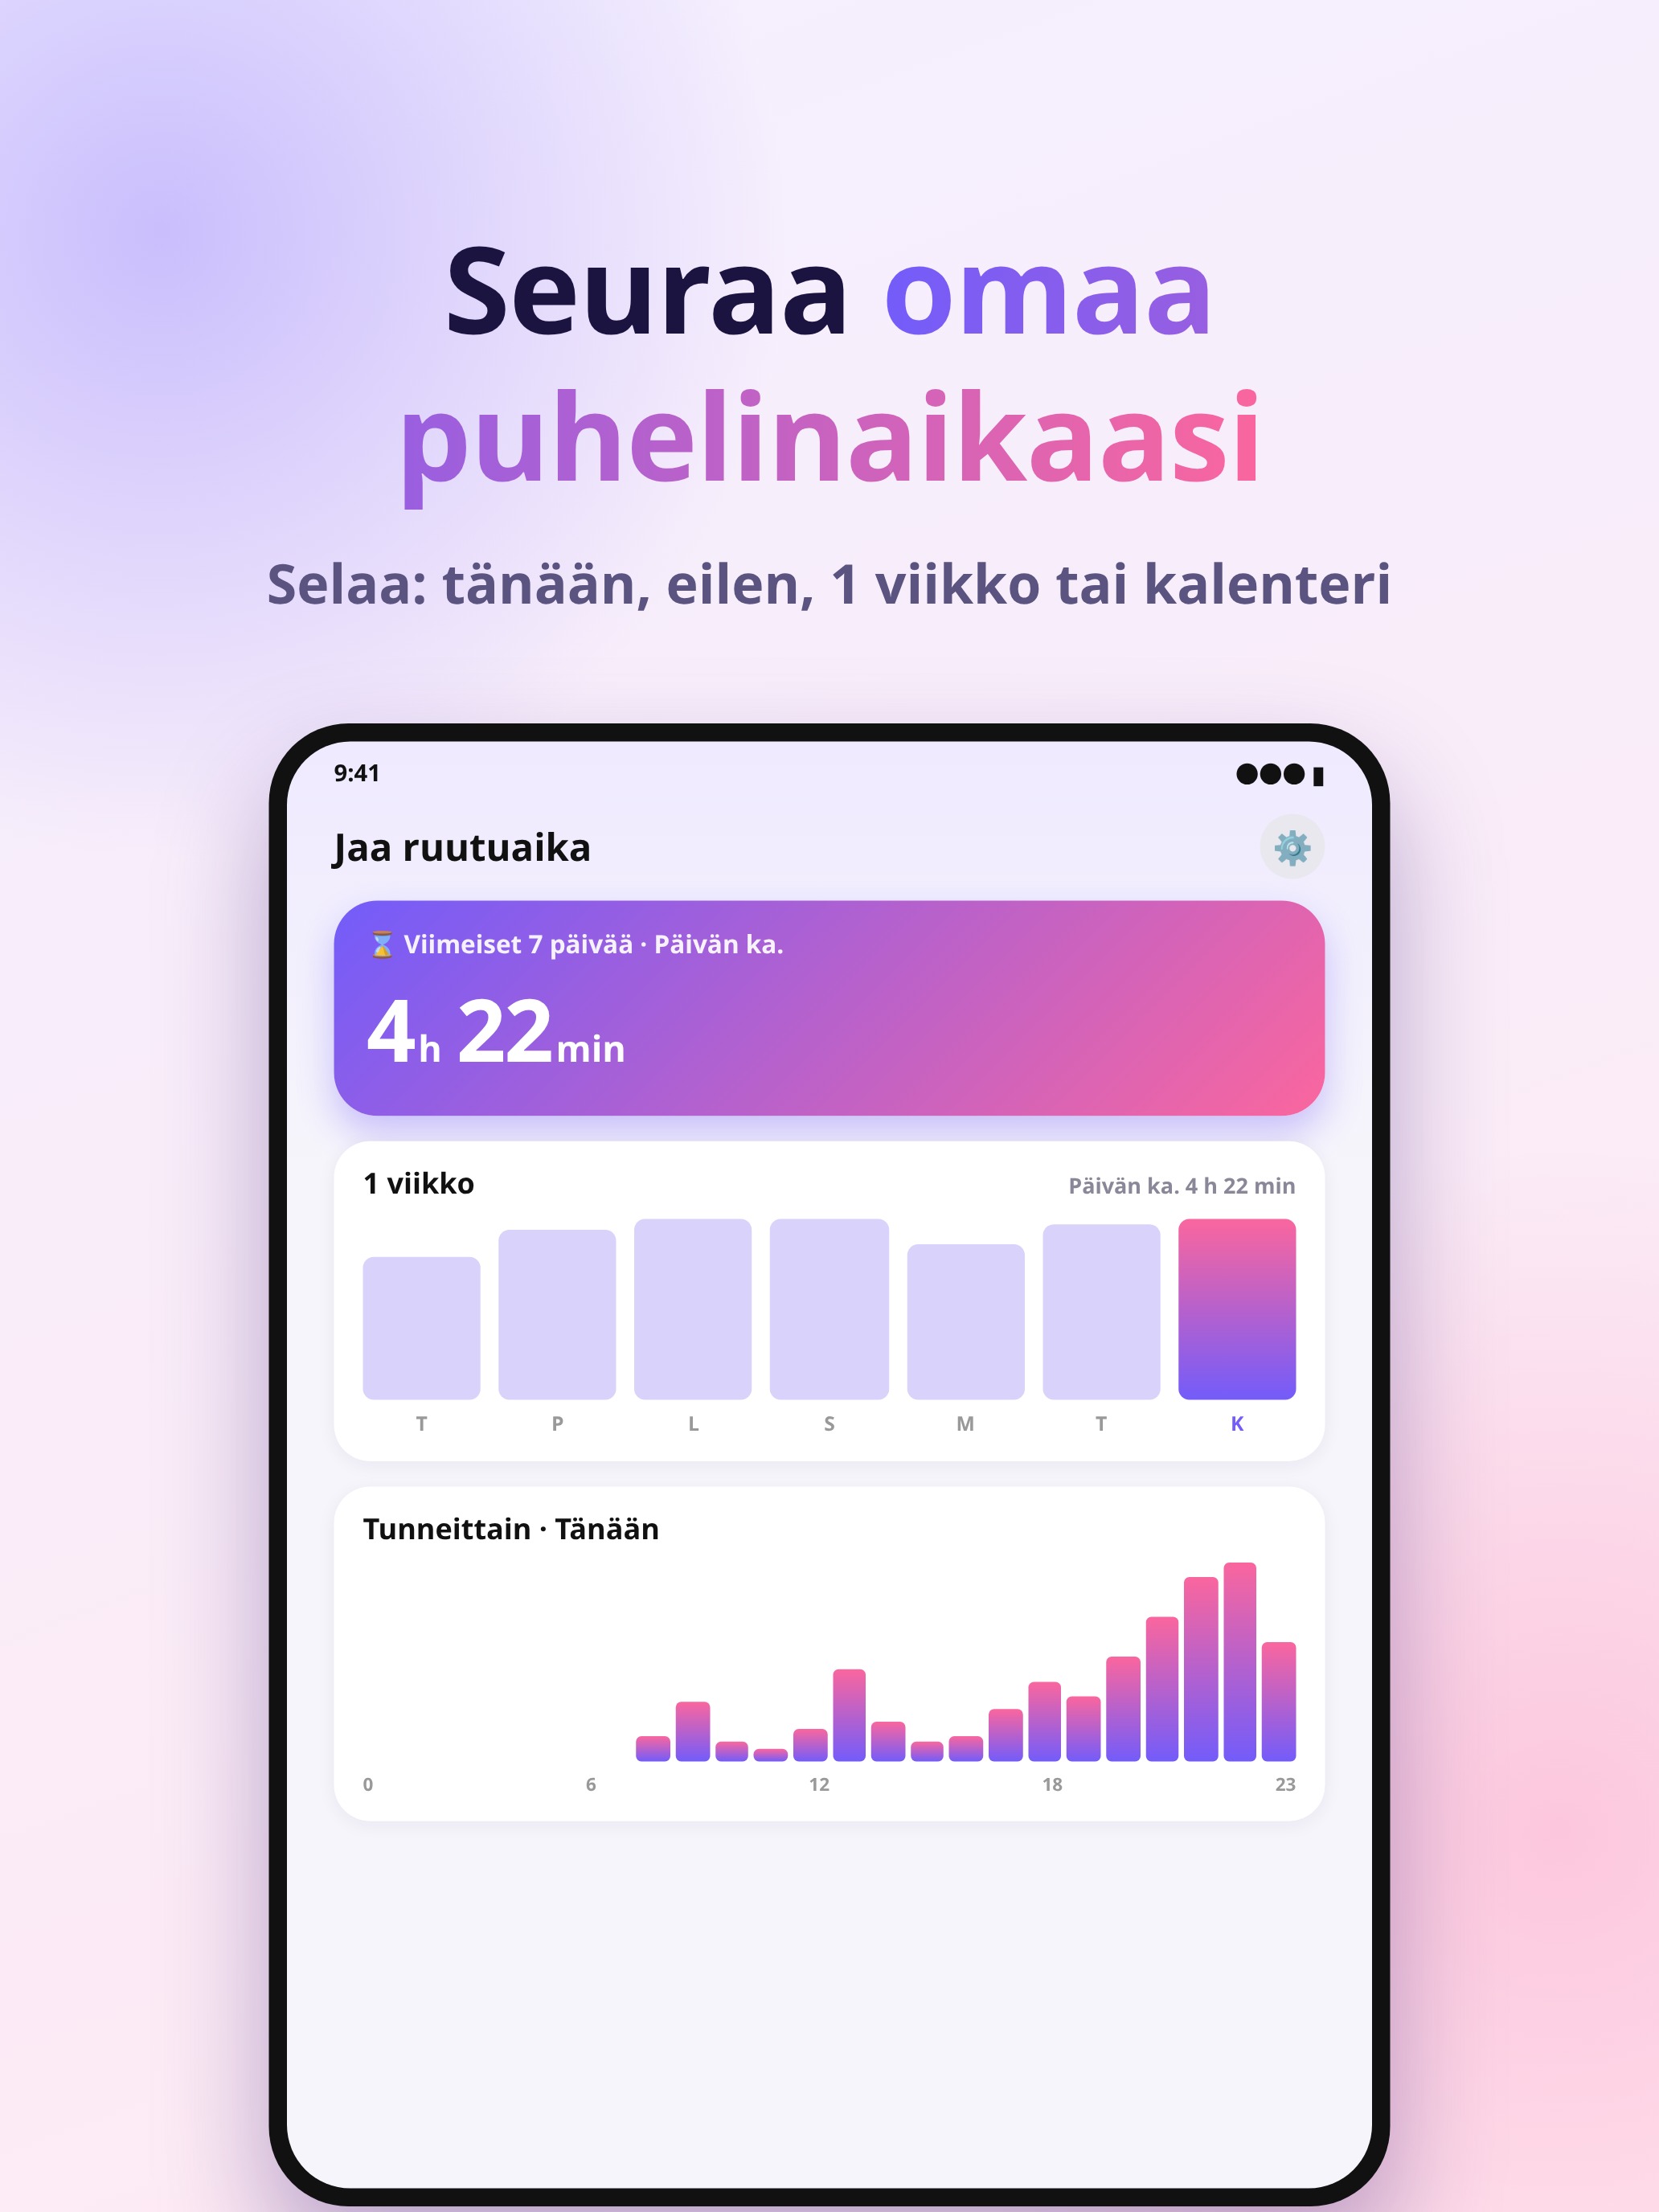 Seuraa omaa
puhelinaikaasi
Selaa: tänään, eilen, 1 viikko tai kalenteri
9:41
Jaa ruutuaika
⌛ Viimeiset 7 päivää · Päivän ka.
4h 22min
1 viikko
Päivän ka. 4 h 22 min
T P L S M T K
Tunneittain · Tänään
0 6 12 18 23